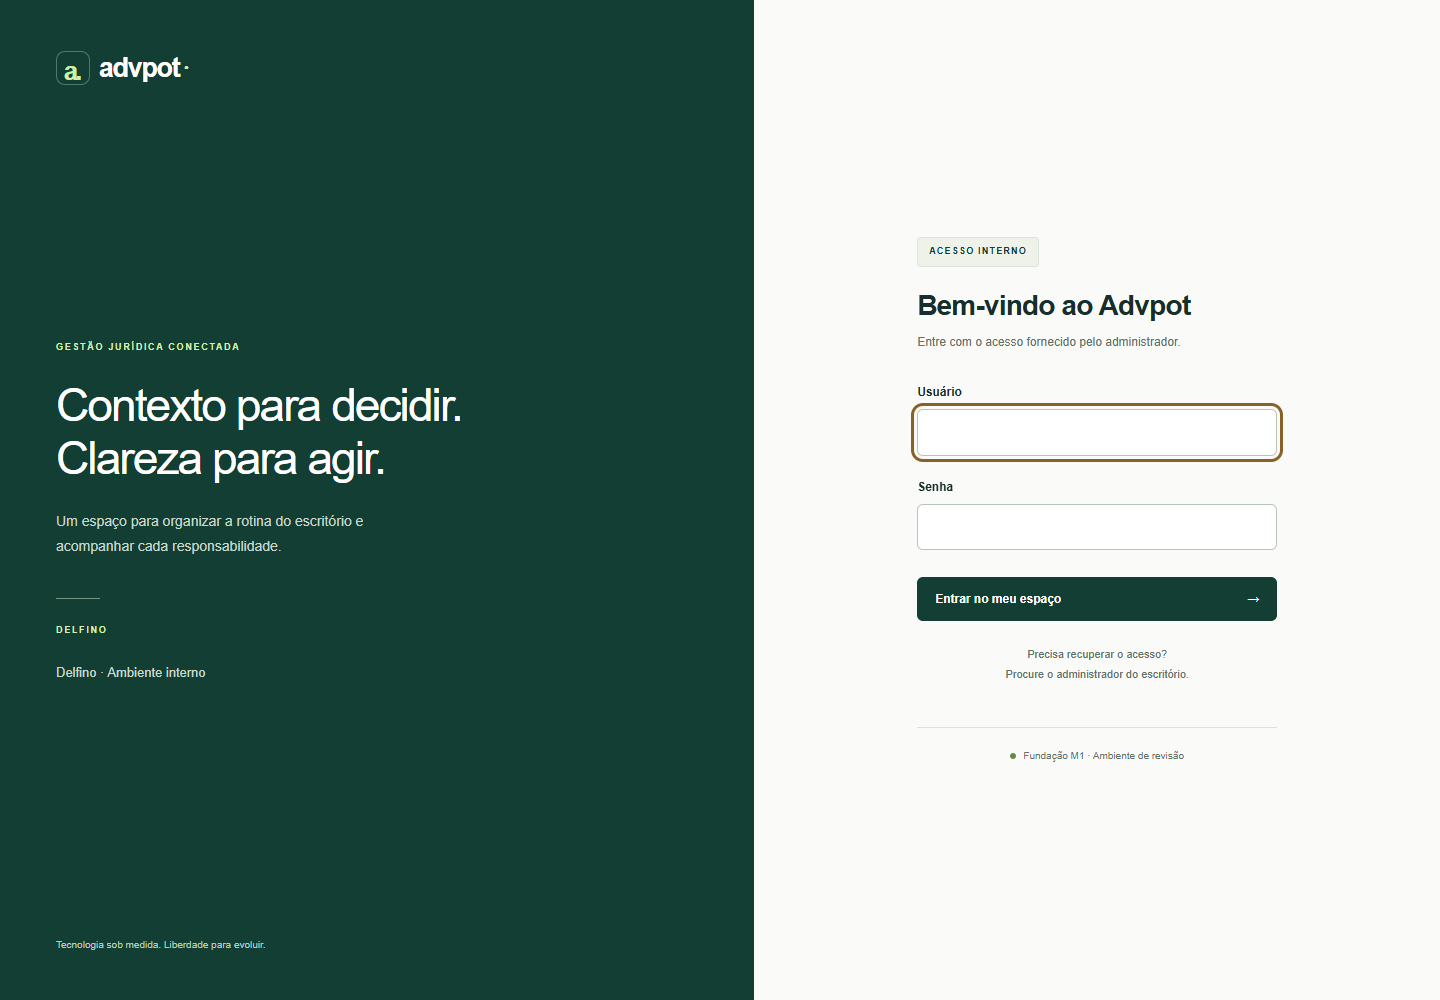 a.
advpot·
GESTÃO JURÍDICA CONECTADA
Contexto para decidir.
Clareza para agir.
Um espaço para organizar a rotina do escritório e
acompanhar cada responsabilidade.
DELFINO
Delfino · Ambiente interno
Tecnologia sob medida. Liberdade para evoluir.
ACESSO INTERNO
Bem-vindo ao Advpot
Entre com o acesso fornecido pelo administrador.
Usuário
Senha
Entrar no meu espaço →
Precisa recuperar o acesso?
Procure o administrador do escritório.
Fundação M1 · Ambiente de revisão